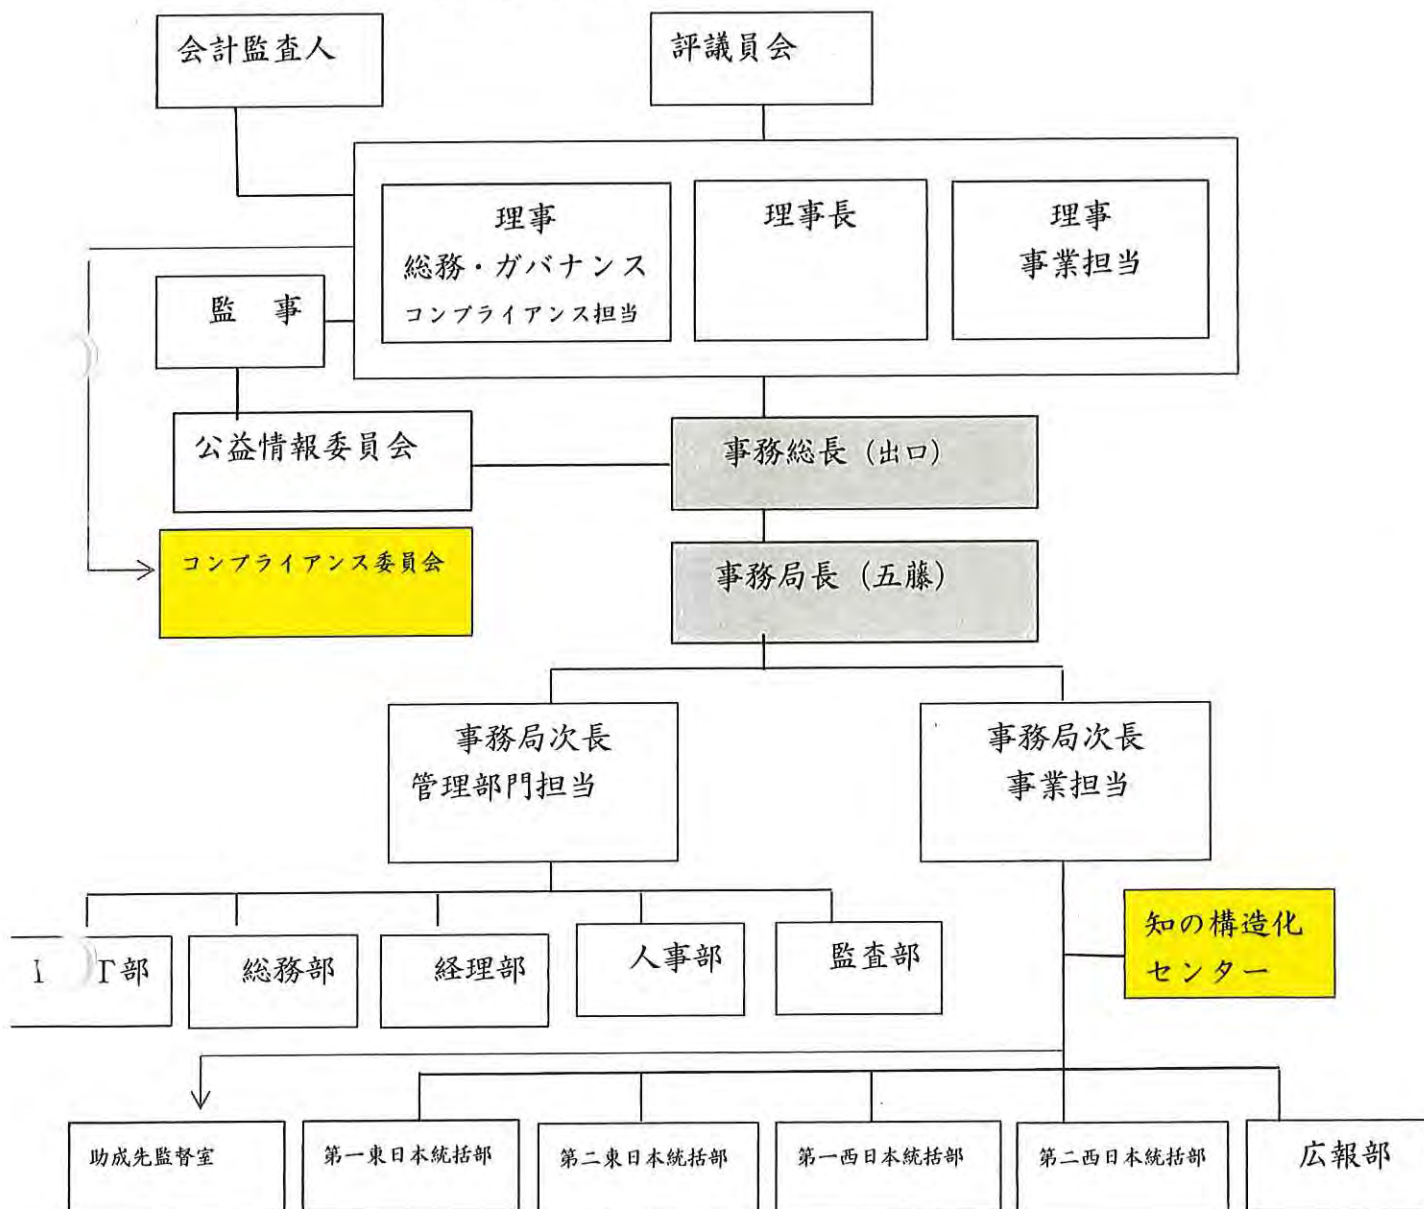 会計監査人
評議員会
理事
総務・ガバナンス
コンプライアンス担当
理事長
理事
事業担当
監　事
公益情報委員会
事務総長（出口）
コンプライアンス委員会
事務局長（五藤）
事務局次長
管理部門担当
事務局次長
事業担当
知の構造化
センター
I T部
総務部
経理部
人事部
監査部
助成先監督室
第一東日本統括部
第二東日本統括部
第一西日本統括部
第二西日本統括部
広報部